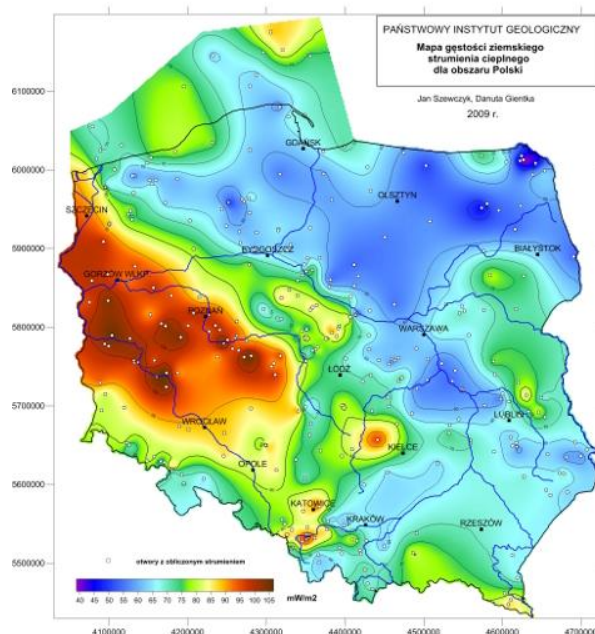 PAŃSTWOWY INSTYTUT GEOLOGICZNY
Mapa gęstości ziemskiego
strumienia cieplnego
dla obszaru Polski
Jan Szewczyk, Danuta Gientka
2009 r.
6100000
6000000
5900000
5800000
5700000
5600000
5500000
GDAŃSK
OLSZTYN
SZCZECIN
BYDGOSZCZ
BIAŁYSTOK
GORZÓW WLKP.
POZNAŃ
WARSZAWA
ŁÓDŹ
LUBLIN
WROCŁAW
KIELCE
OPOLE
KATOWICE
KRAKÓW
RZESZÓW
otwory z obliczonym strumieniem
40 45 50 55 60 65 70 75 80 85 90 95 100 105
mW/m2
4100000 4200000 4300000 4400000 4500000 4600000 4700000